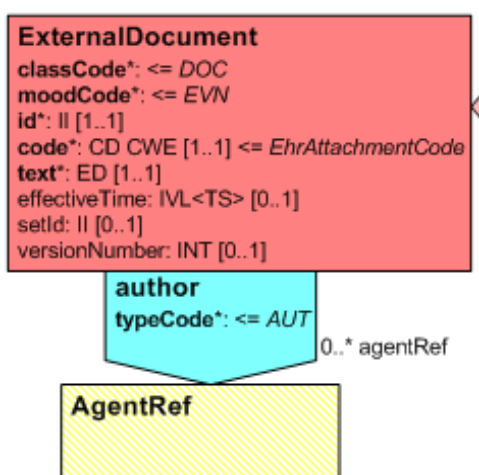 ExternalDocument
classCode*: <= DOC
moodCode*: <= EVN
id*: II [1..1]
code*: CD CWE [1..1] <= EhrAttachmentCode
text*: ED [1..1]
effectiveTime: IVL<TS> [0..1]
setId: II [0..1]
versionNumber: INT [0..1]
author
typeCode*: <= AUT
0..* agentRef
AgentRef